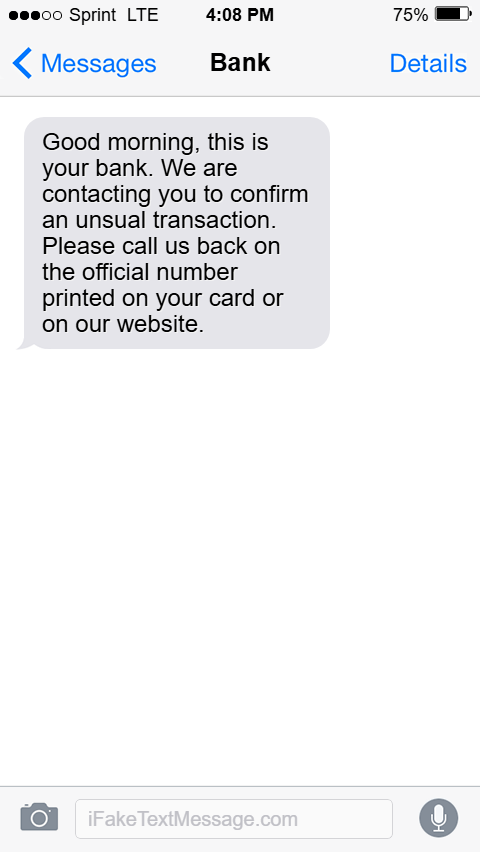 Sprint LTE 4:08 PM 75%
Messages Bank Details
Good morning, this is
your bank. We are
contacting you to confirm
an unsual transaction.
Please call us back on
the official number
printed on your card or
on our website.
iFakeTextMessage.com